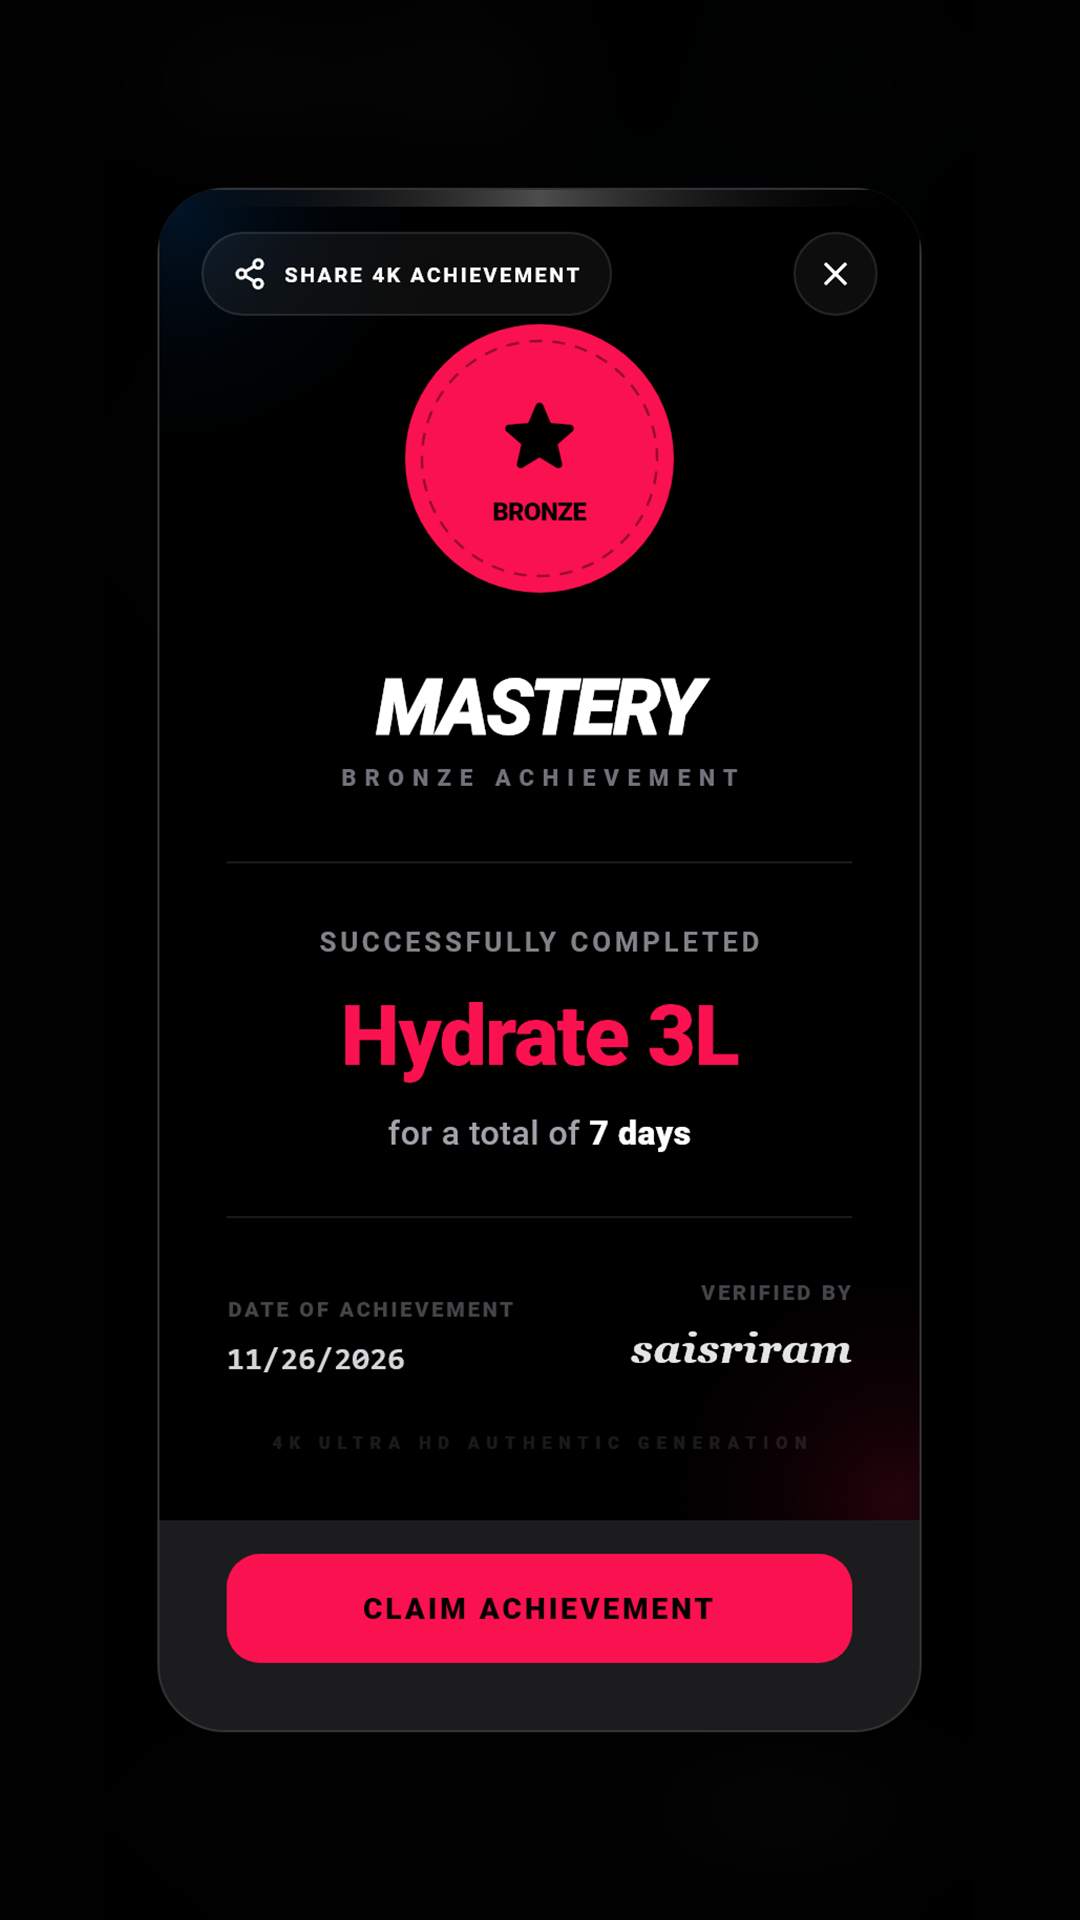 SHARE 4K ACHIEVEMENT
BRONZE
MASTERY
BRONZE ACHIEVEMENT
SUCCESSFULLY COMPLETED
Hydrate 3L
for a total of 7 days
DATE OF ACHIEVEMENT
11/26/2026
VERIFIED BY
saisriram
4K ULTRA HD AUTHENTIC GENERATION
CLAIM ACHIEVEMENT